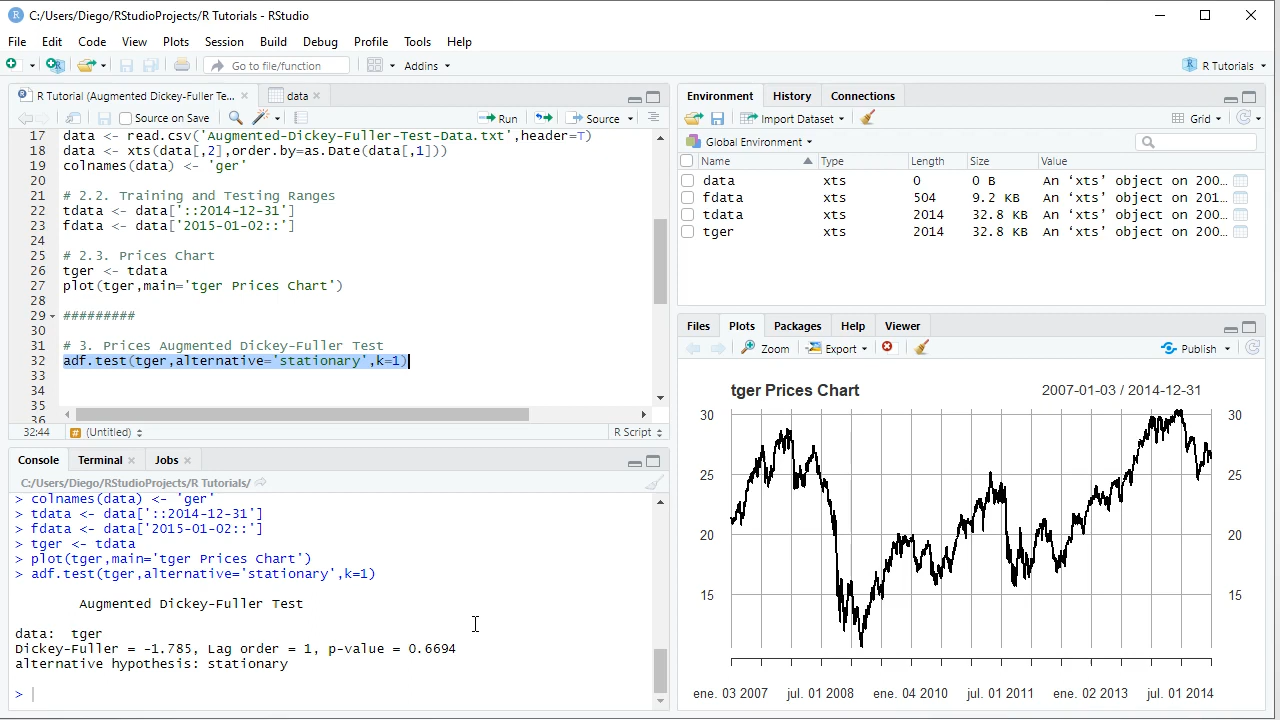 C:/Users/Diego/RStudioProjects/R Tutorials - RStudio
File Edit Code View Plots Session Build Debug Profile Tools Help
Go to file/function Addins R Tutorials
R Tutorial (Augmented Dickey-Fuller Te... data
Source on Save Run Source
17 data <- read.csv('Augmented-Dickey-Fuller-Test-Data.txt',header=T)
18 data <- xts(data[,2],order.by=as.Date(data[,1]))
19 colnames(data) <- 'ger'
20
21 # 2.2. Training and Testing Ranges
22 tdata <- data['::2014-12-31']
23 fdata <- data['2015-01-02::']
24
25 # 2.3. Prices Chart
26 tger <- tdata
27 plot(tger,main='tger Prices Chart')
28
29 #########
30
31 # 3. Prices Augmented Dickey-Fuller Test
32 adf.test(tger,alternative='stationary',k=1)
33
34
35
36
32:44 # (Untitled) R Script
Console Terminal Jobs
C:/Users/Diego/RStudioProjects/R Tutorials/
> colnames(data) <- 'ger'
> tdata <- data['::2014-12-31']
> fdata <- data['2015-01-02::']
> tger <- tdata
> plot(tger,main='tger Prices Chart')
> adf.test(tger,alternative='stationary',k=1)
Augmented Dickey-Fuller Test
data: tger
Dickey-Fuller = -1.785, Lag order = 1, p-value = 0.6694
alternative hypothesis: stationary
>
Environment History Connections
Import Dataset Grid
Global Environment
Name Type Length Size Value
data xts 0 0 B An ‘xts’ object on 200…
fdata xts 504 9.2 KB An ‘xts’ object on 201…
tdata xts 2014 32.8 KB An ‘xts’ object on 200…
tger xts 2014 32.8 KB An ‘xts’ object on 200…
Files Plots Packages Help Viewer
Zoom Export Publish
tger Prices Chart 2007-01-03 / 2014-12-31
30 30
25 25
20 20
15 15
ene. 03 2007 jul. 01 2008 ene. 04 2010 jul. 01 2011 ene. 02 2013 jul. 01 2014